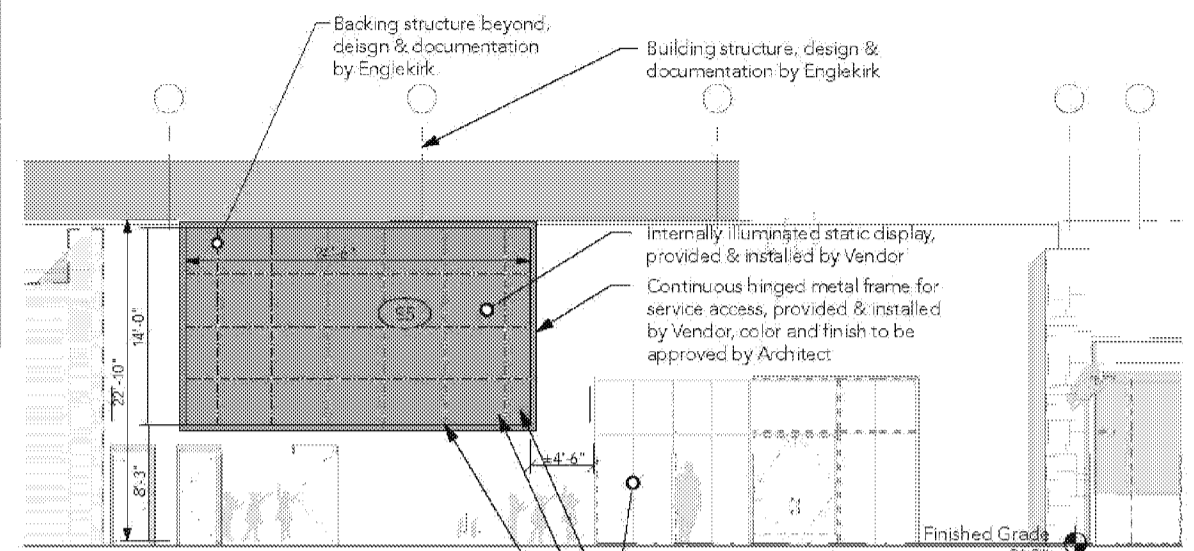 Backing structure beyond,
deisgn & documentation
by Englekirk
Building structure, design &
documentation by Englekirk
Internally illuminated static display,
provided & installed by Vendor
Continuous hinged metal frame for
service access, provided & installed
by Vendor, color and finish to be
approved by Architect
14'-0"
22'-10"
8'-3"
±4'-6"
Finished Grade